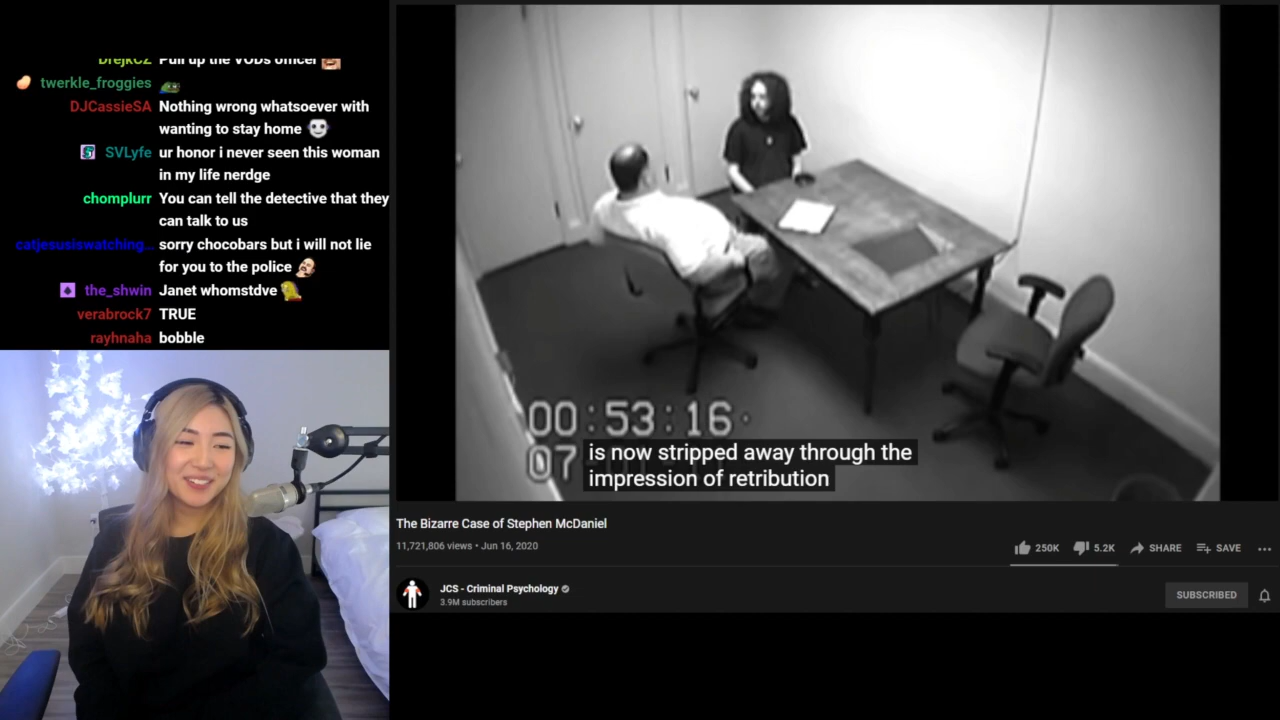 DrejkCZ Pull up the VODs officer
twerkle_froggies
DJCassieSA Nothing wrong whatsoever with
wanting to stay home
SVLyfe ur honor i never seen this woman
in my life nerdge
chomplurr You can tell the detective that they
can talk to us
catjesusiswatching... sorry chocobars but i will not lie
for you to the police
the_shwin Janet whomstdve
verabrock7 TRUE
rayhnaha bobble
00:53:16
07
is now stripped away through the
impression of retribution
The Bizarre Case of Stephen McDaniel
11,721,806 views • Jun 16, 2020
250K 5.2K SHARE SAVE
JCS - Criminal Psychology
3.9M subscribers
SUBSCRIBED